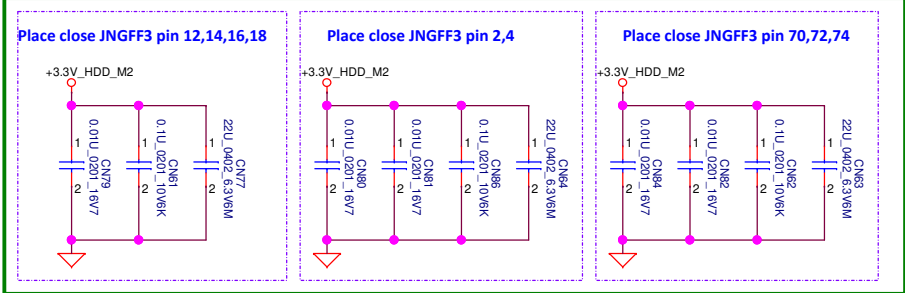 Place close JNGFF3 pin 12,14,16,18
+3.3V_HDD_M2
1
2
0.01U_0201_16V7
CN79
1
2
0.1U_0201_10V6K
CN61
1
2
22U_0402_6.3V6M
CN77
Place close JNGFF3 pin 2,4
+3.3V_HDD_M2
1
2
0.01U_0201_16V7
CN80
1
2
0.01U_0201_16V7
CN81
1
2
0.1U_0201_10V6K
CN86
1
2
22U_0402_6.3V6M
CN64
Place close JNGFF3 pin 70,72,74
+3.3V_HDD_M2
1
2
0.01U_0201_16V7
CN84
1
2
0.01U_0201_16V7
CN82
1
2
0.1U_0201_10V6K
CN62
1
2
22U_0402_6.3V6M
CN63